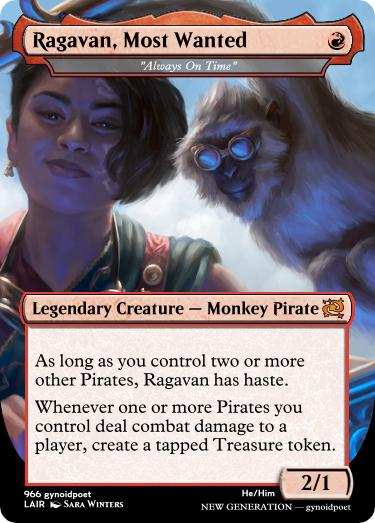 Ragavan, Most Wanted
"Always On Time"
Legendary Creature — Monkey Pirate
As long as you control two or more
other Pirates, Ragavan has haste.
Whenever one or more Pirates you
control deal combat damage to a
player, create a tapped Treasure token.
2/1
966 gynoidpoet
He/Him
LAIR Sara Winters
NEW GENERATION — gynoidpoet